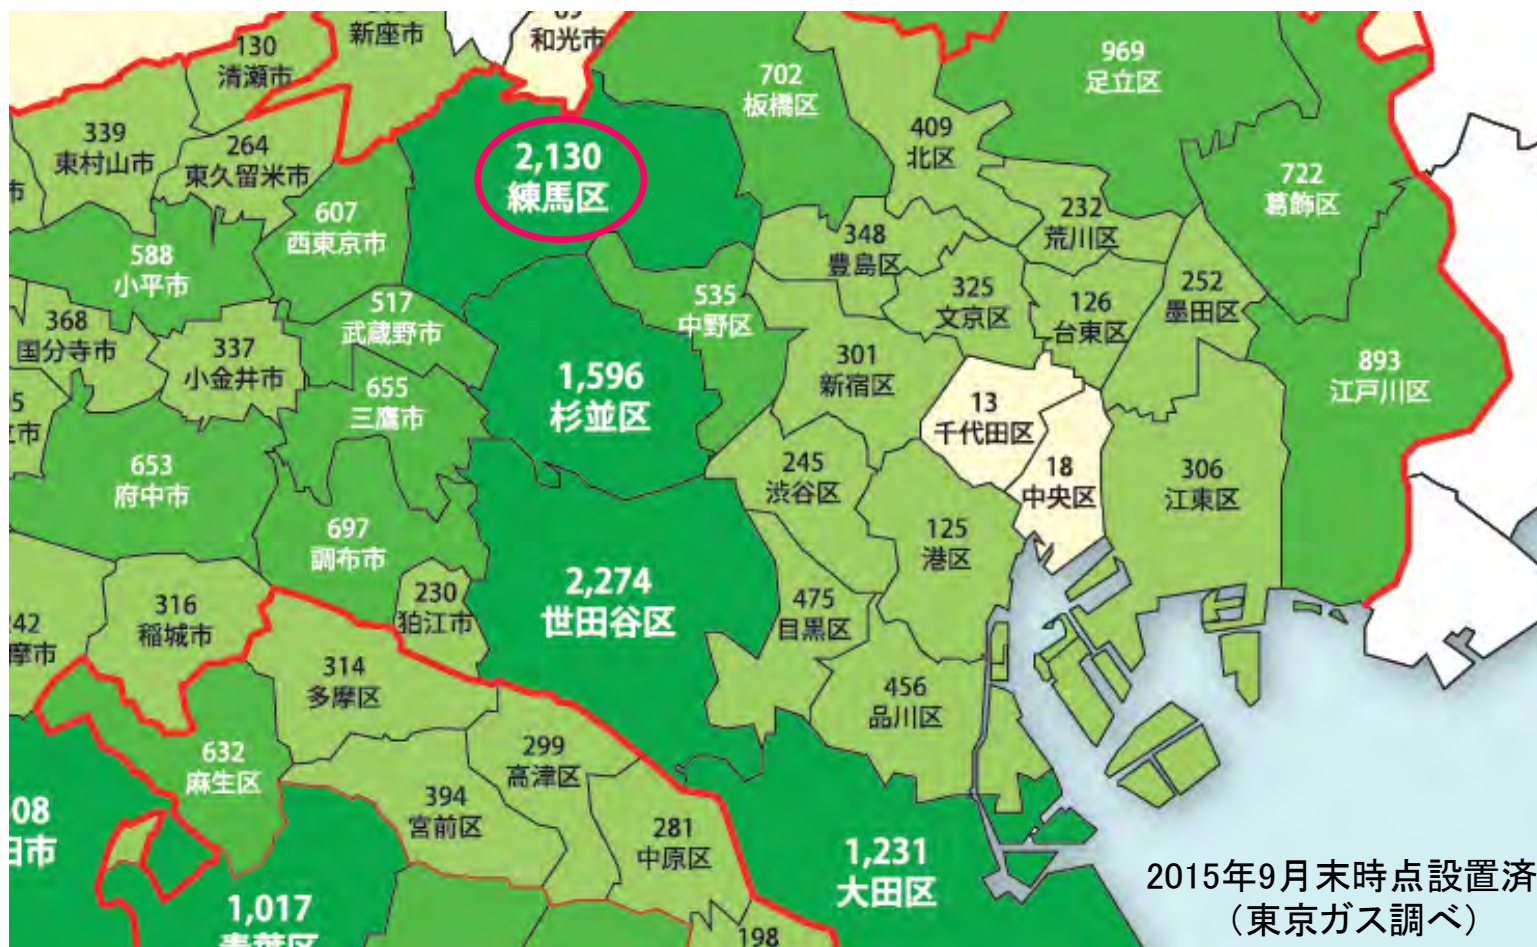 新座市
和光市
130
清瀬市
969
足立区
702
板橋区
409
北区
339
東村山市
264
東久留米市
2,130
練馬区
722
葛飾区
607
西東京市
232
荒川区
348
豊島区
588
小平市
325
文京区
252
墨田区
517
武蔵野市
535
中野区
126
台東区
368
国分寺市
337
小金井市
301
新宿区
893
江戸川区
1,596
杉並区
655
三鷹市
13
千代田区
653
府中市
245
渋谷区
18
中央区
306
江東区
697
調布市
125
港区
2,274
世田谷区
230
狛江市
475
目黒区
316
稲城市
314
多摩区
456
品川区
632
麻生区
299
高津区
394
宮前区
281
中原区
1,231
大田区
1,017
青葉区
198
2015年9月末時点設置済
（東京ガス調べ）